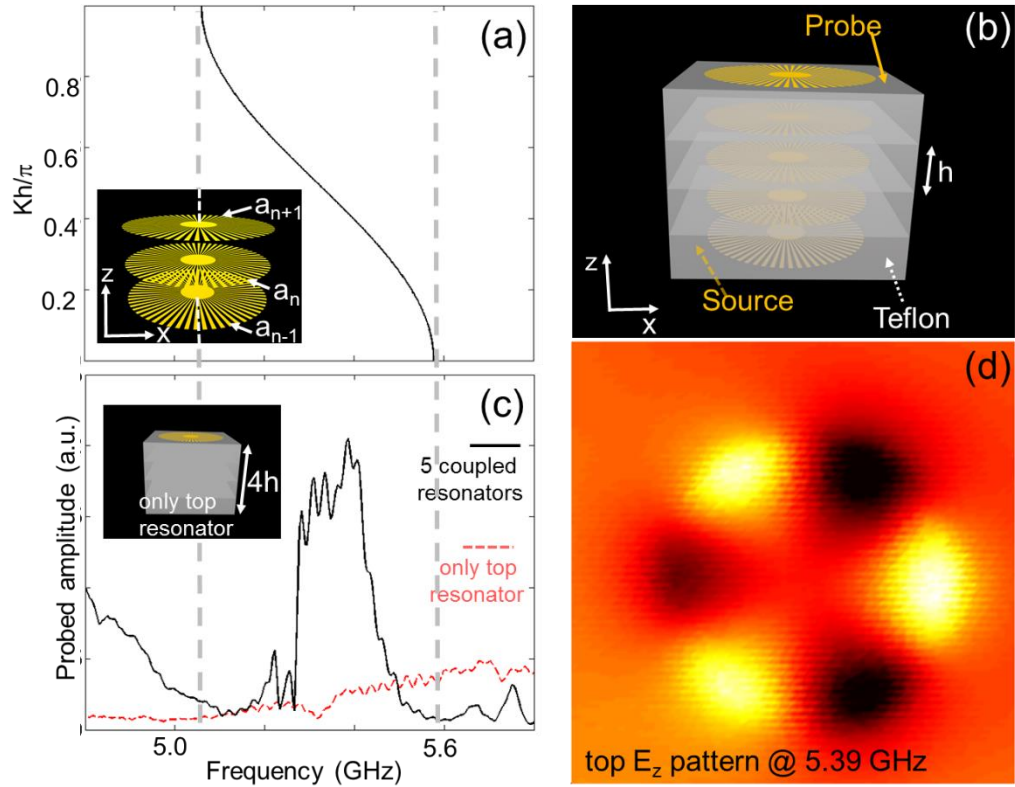 (a)
Kh/π
0.8
0.6
0.4
0.2
a_{n+1}
a_n
a_{n-1}
z
x
(b)
Probe
h
Source
Teflon
z
x
(c)
Probed amplitude (a.u.)
4h
only top
resonator
5 coupled
resonators
only top
resonator
5.0
5.6
Frequency (GHz)
(d)
top E_z pattern @ 5.39 GHz